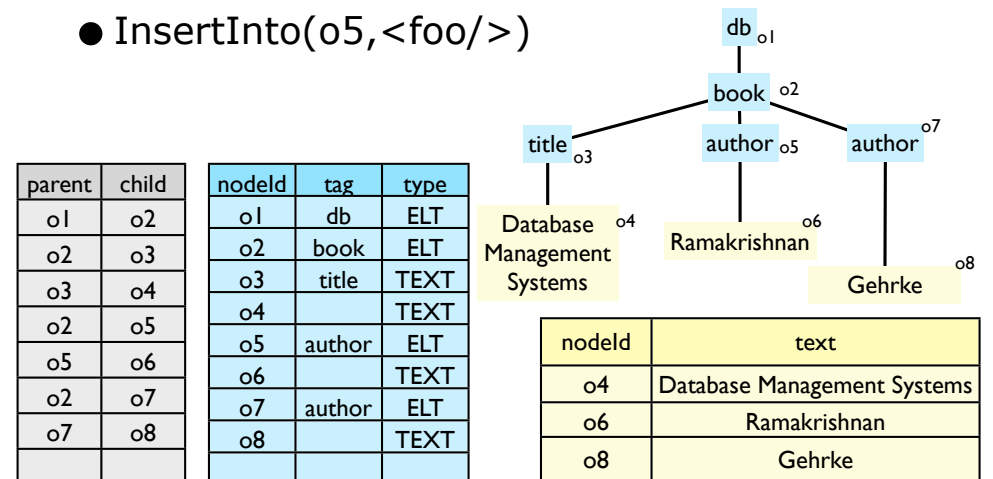 ● InsertInto(o5,<foo/>)
db o1
book o2
title o3
author o5
author o7
Database
Management
Systems
o4
Ramakrishnan o6
Gehrke o8
parent child
o1 o2
o2 o3
o3 o4
o2 o5
o5 o6
o2 o7
o7 o8
nodeId tag type
o1 db ELT
o2 book ELT
o3 title TEXT
o4 TEXT
o5 author ELT
o6 TEXT
o7 author ELT
o8 TEXT
nodeId text
o4 Database Management Systems
o6 Ramakrishnan
o8 Gehrke